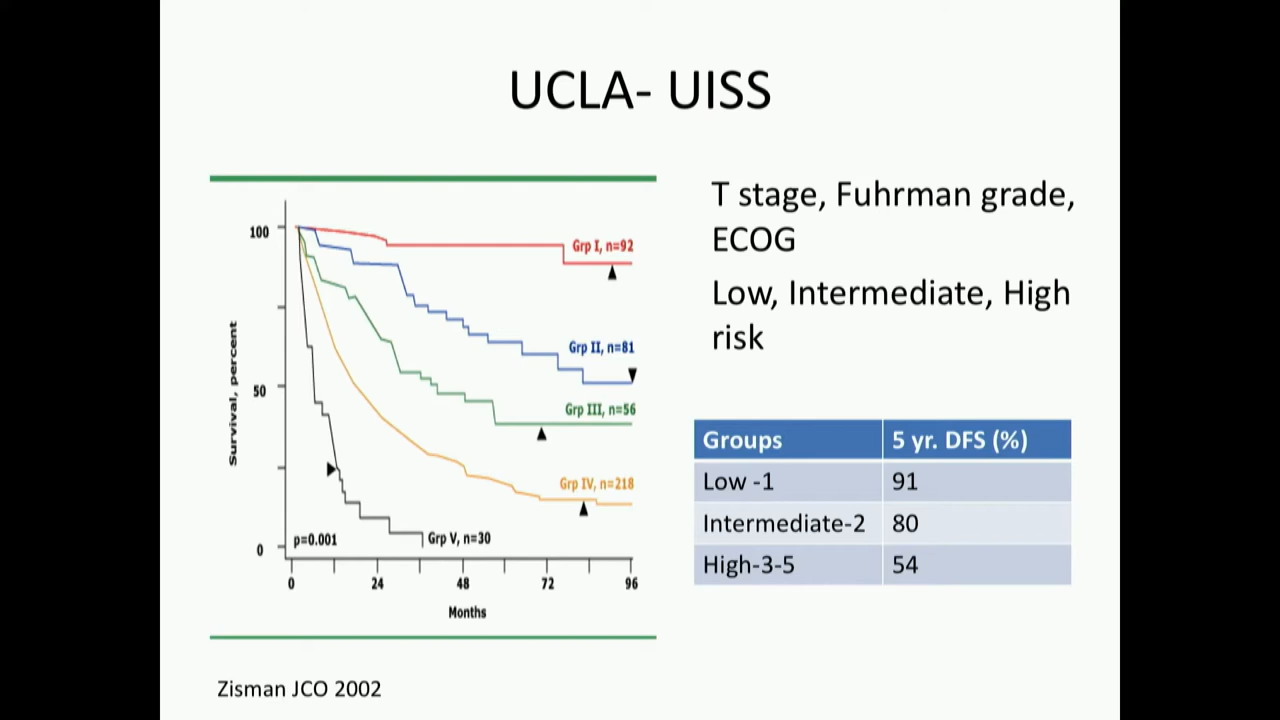 UCLA- UISS
T stage, Fuhrman grade,
ECOG
Low, Intermediate, High
risk
Survival, percent
100
50
0
Grp I, n=92
Grp II, n=81
Grp III, n=56
Grp IV, n=218
Grp V, n=30
p=0.001
0 24 48 72 96
Months
Groups 5 yr. DFS (%)
Low -1 91
Intermediate-2 80
High-3-5 54
Zisman JCO 2002